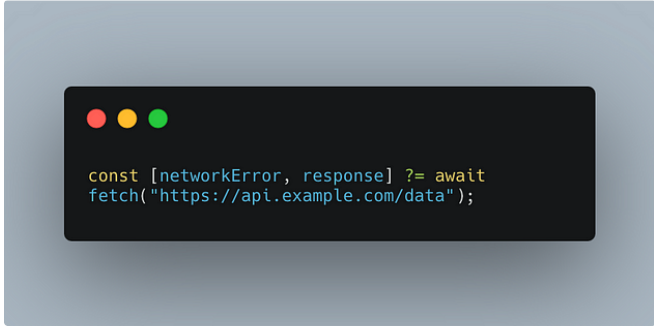 const [networkError, response] ?= await
fetch("https://api.example.com/data");